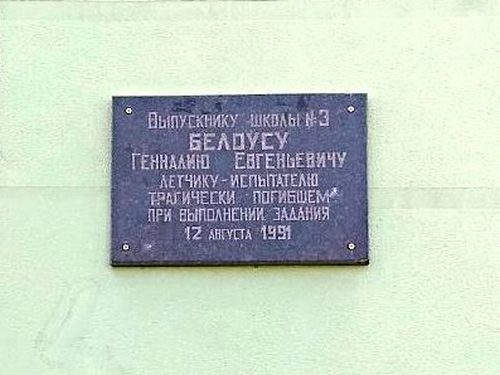 Выпускнику школы №3
БЕЛОУСУ
Геннадию Евгеньевичу
летчику-испытателю
трагически погибшему
при выполнении задания
12 августа 1991